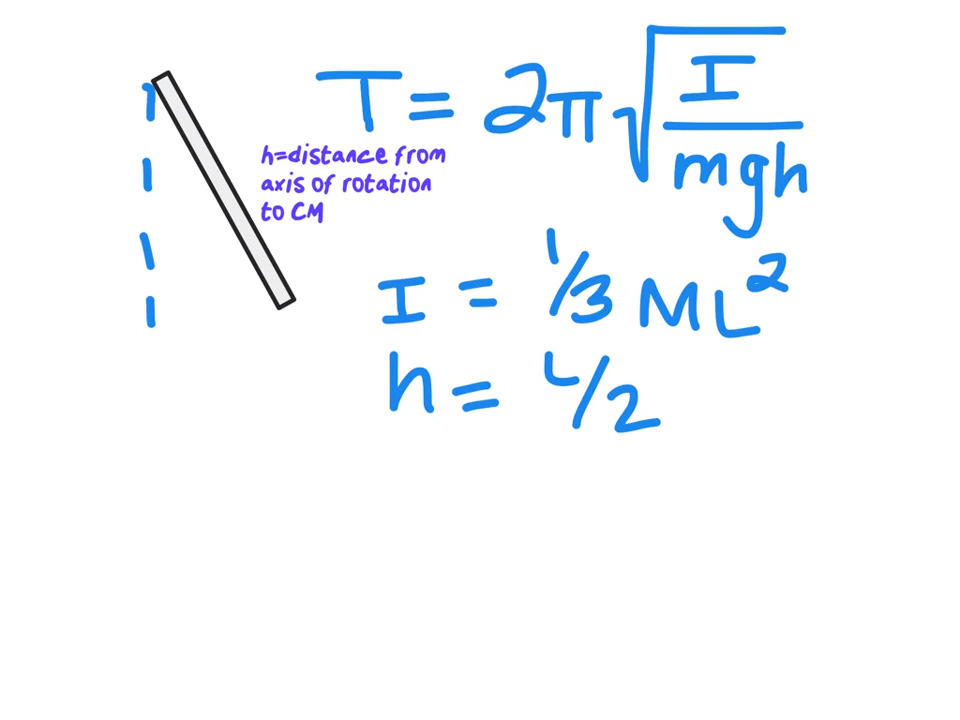 T = 2π√(I/mgh)
h=distance from
axis of rotation
to CM
I = 1/3 ML²
h = L/2